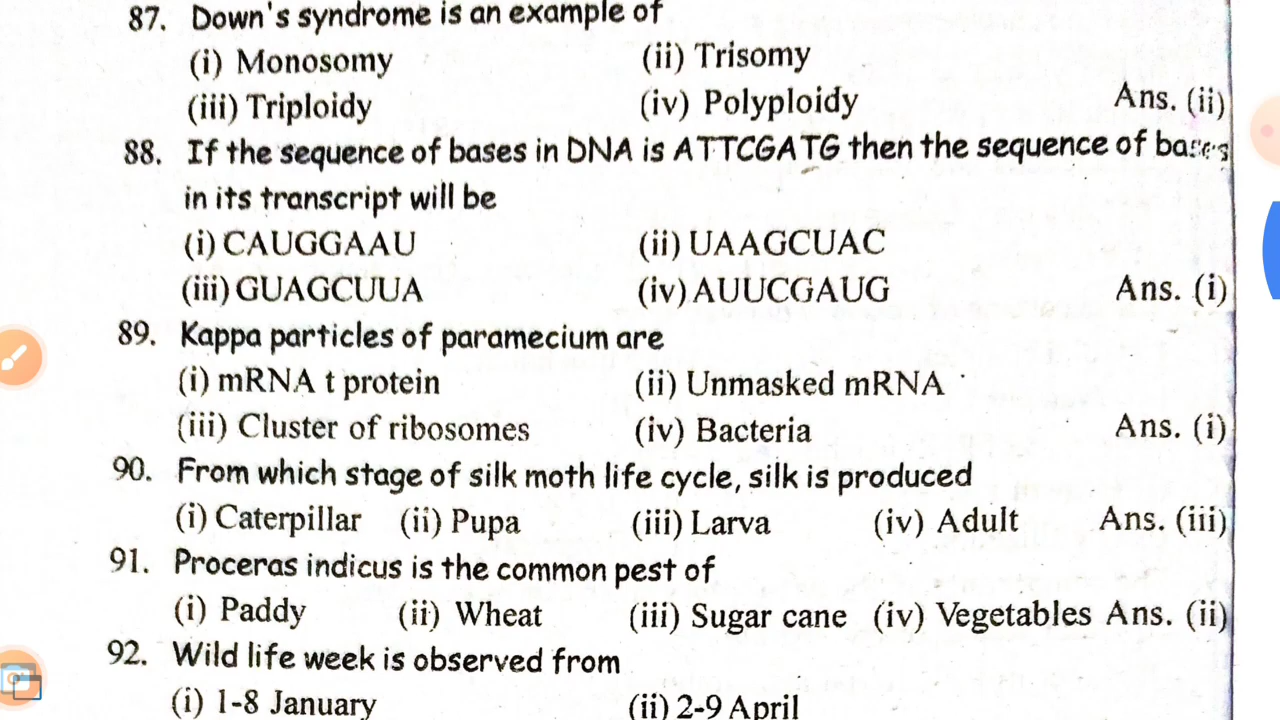 87. Down's syndrome is an example of
(i) Monosomy (ii) Trisomy
(iii) Triploidy (iv) Polyploidy Ans. (ii)
88. If the sequence of bases in DNA is ATTCGATG then the sequence of bases
in its transcript will be
(i) CAUGGAAU (ii) UAAGCUAC
(iii) GUAGCUUA (iv) AUUCGAUG Ans. (i)
89. Kappa particles of paramecium are
(i) mRNA t protein (ii) Unmasked mRNA
(iii) Cluster of ribosomes (iv) Bacteria Ans. (i)
90. From which stage of silk moth life cycle, silk is produced
(i) Caterpillar (ii) Pupa (iii) Larva (iv) Adult Ans. (iii)
91. Proceras indicus is the common pest of
(i) Paddy (ii) Wheat (iii) Sugar cane (iv) Vegetables Ans. (ii)
92. Wild life week is observed from
(i) 1-8 January (ii) 2-9 April